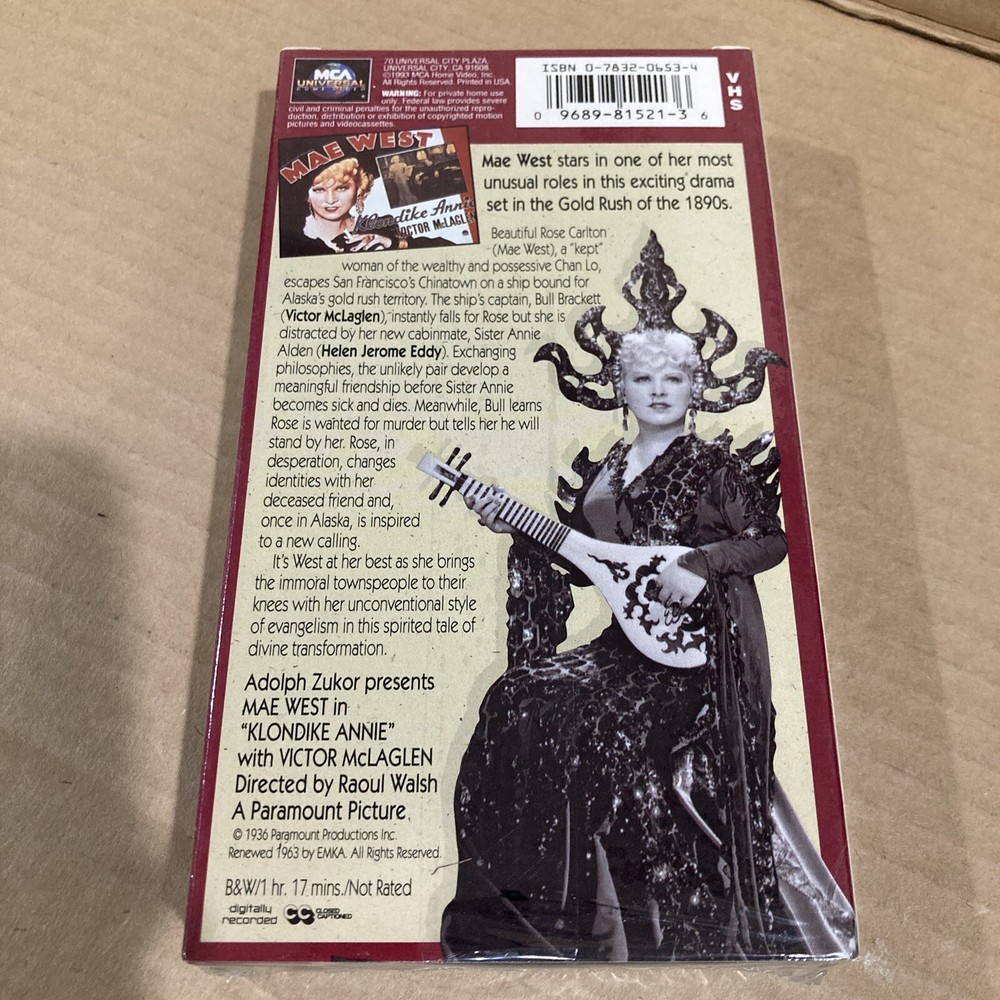 MCA
UNIVERSAL
HOME VIDEO
70 UNIVERSAL CITY PLAZA,
UNIVERSAL CITY, CA 91608.
©1993 MCA Home Video, Inc.
All Rights Reserved. Printed in USA.
WARNING: For private home use
only. Federal law provides severe
civil and criminal penalties for the unauthorized repro-
duction, distribution or exhibition of copyrighted motion
pictures and videocassettes.
ISBN 0-7832-0653-4
0 9689-81521-3 6
VHS
MAE WEST
Klondike Annie
VICTOR McLAGLEN
Mae West stars in one of her most
unusual roles in this exciting drama
set in the Gold Rush of the 1890s.
Beautiful Rose Carlton
(Mae West), a "kept"
woman of the wealthy and possessive Chan Lo,
escapes San Francisco's Chinatown on a ship bound for
Alaska's gold rush territory. The ship's captain, Bull Brackett
(Victor McLaglen), instantly falls for Rose but she is
distracted by her new cabinmate, Sister Annie
Alden (Helen Jerome Eddy). Exchanging
philosophies, the unlikely pair develop a
meaningful friendship before Sister Annie
becomes sick and dies. Meanwhile, Bull learns
Rose is wanted for murder but tells her he will
stand by her. Rose, in
desperation, changes
identities with her
deceased friend and,
once in Alaska, is inspired
to a new calling.
It's West at her best as she brings
the immoral townspeople to their
knees with her unconventional style
of evangelism in this spirited tale of
divine transformation.
Adolph Zukor presents
MAE WEST in
"KLONDIKE ANNIE"
with VICTOR McLAGLEN
Directed by Raoul Walsh
A Paramount Picture
© 1936 Paramount Productions Inc.
Renewed 1963 by EMKA. All Rights Reserved.
B&W/1 hr. 17 mins./Not Rated
digitally
recorded
CC CLOSED
CAPTIONED